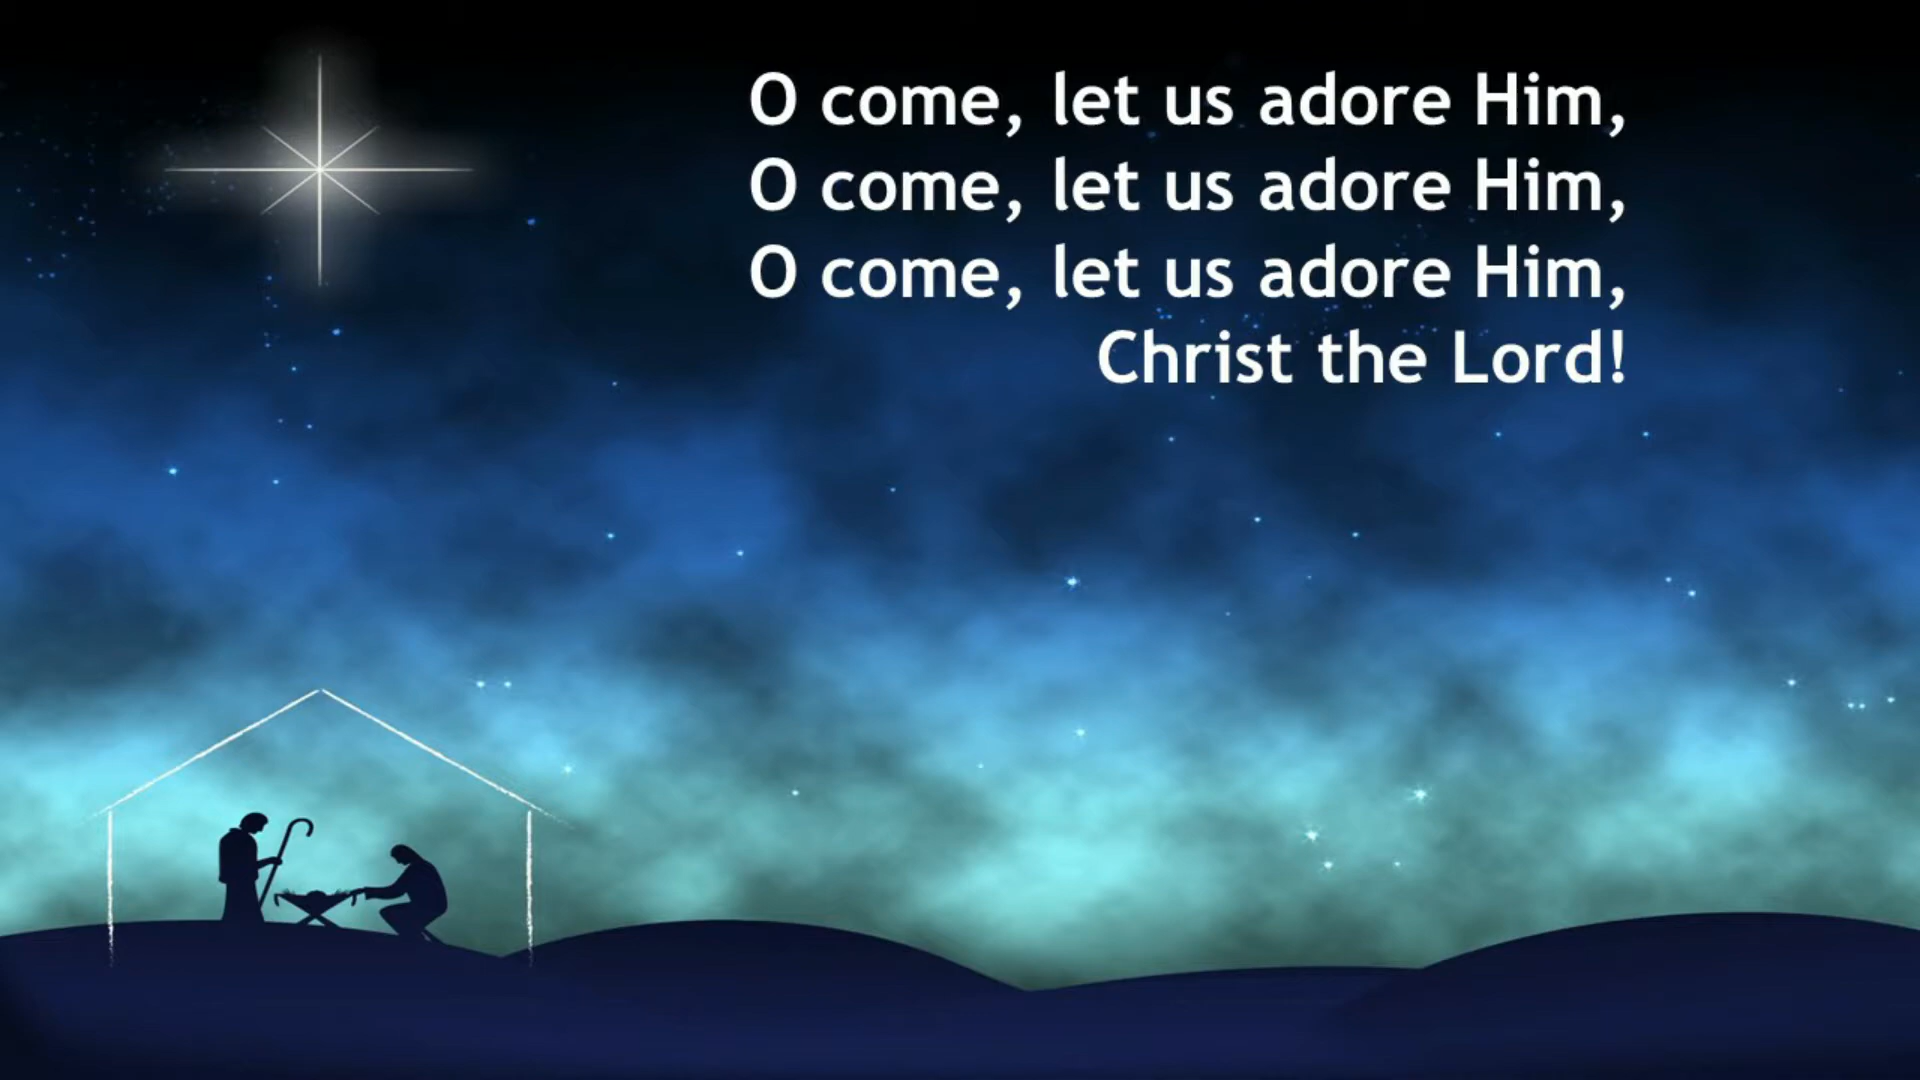 O come, let us adore Him,
O come, let us adore Him,
O come, let us adore Him,
Christ the Lord!